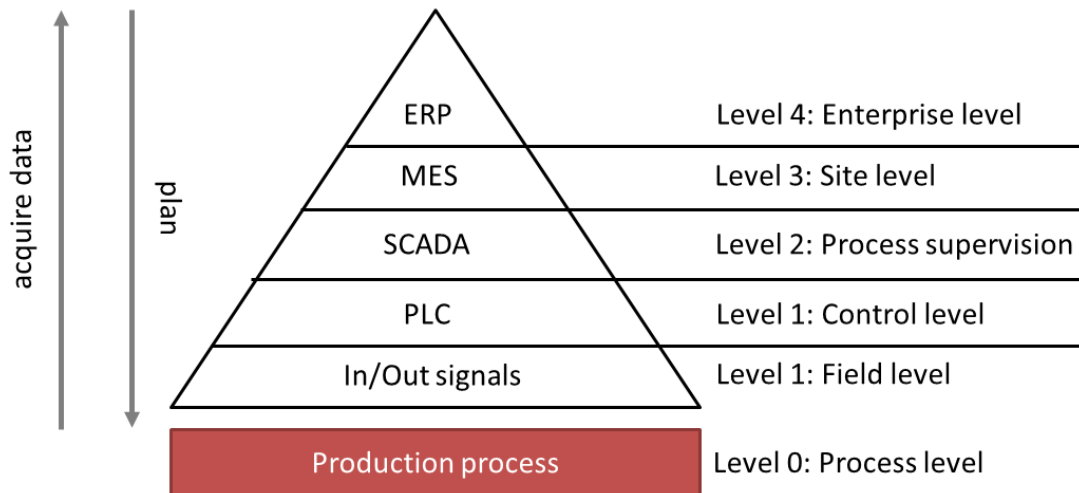 acquire data
plan
ERP
Level 4: Enterprise level
MES
Level 3: Site level
SCADA
Level 2: Process supervision
PLC
Level 1: Control level
In/Out signals
Level 1: Field level
Production process
Level 0: Process level